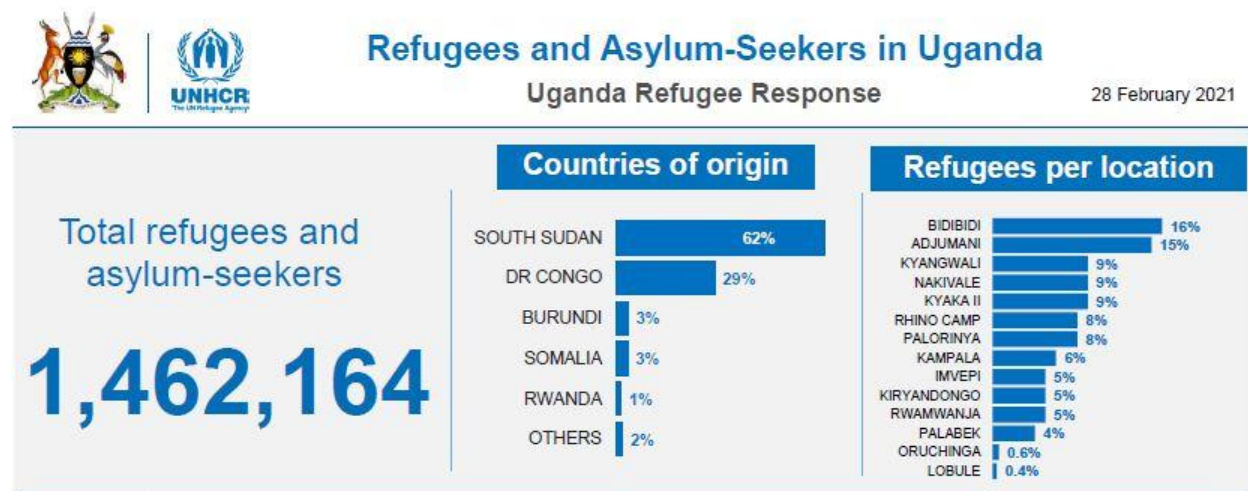 UNHCR
The UN Refugee Agency
Refugees and Asylum-Seekers in Uganda
Uganda Refugee Response
28 February 2021
Total refugees and
asylum-seekers
1,462,164
Countries of origin
SOUTH SUDAN 62%
DR CONGO 29%
BURUNDI 3%
SOMALIA 3%
RWANDA 1%
OTHERS 2%
Refugees per location
BIDIBIDI 16%
ADJUMANI 15%
KYANGWALI 9%
NAKIVALE 9%
KYAKA II 9%
RHINO CAMP 8%
PALORINYA 8%
KAMPALA 6%
IMVEPI 5%
KIRYANDONGO 5%
RWAMWANJA 5%
PALABEK 4%
ORUCHINGA 0.6%
LOBULE 0.4%